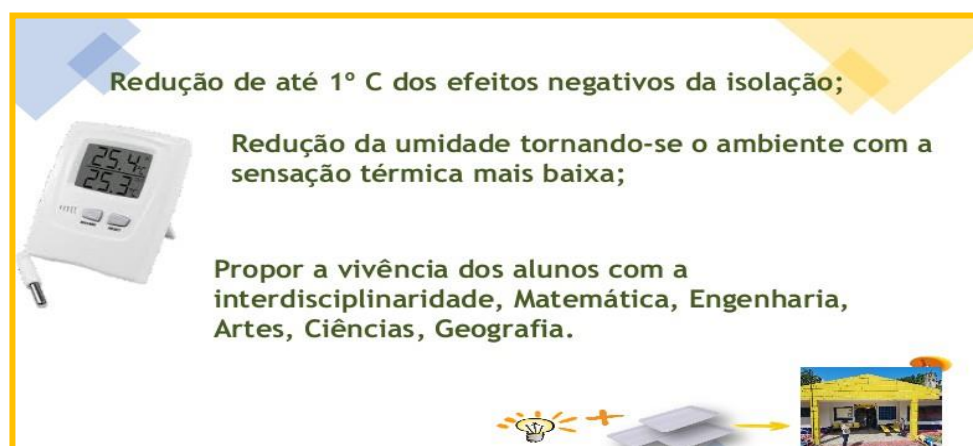 Redução de até 1º C dos efeitos negativos da isolação;
Redução da umidade tornando-se o ambiente com a
sensação térmica mais baixa;
25.4
25.3
Propor a vivência dos alunos com a
interdisciplinaridade, Matemática, Engenharia,
Artes, Ciências, Geografia.